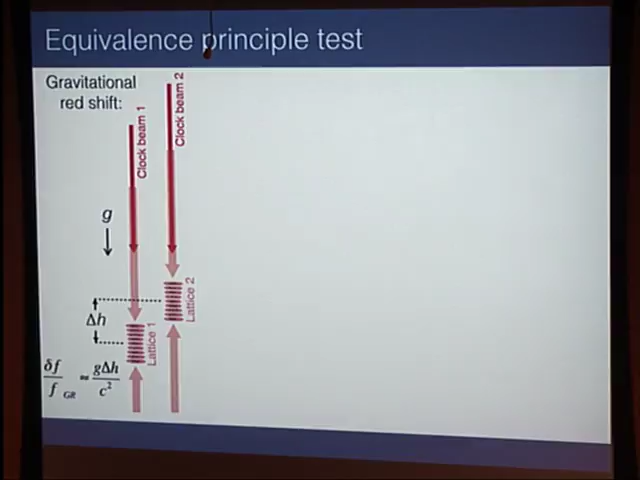 Equivalence principle test
Gravitational
red shift:
Clock beam 1
Clock beam 2
g
Δh
Lattice 1
Lattice 2
δf/f GR ≈ gΔh/c²